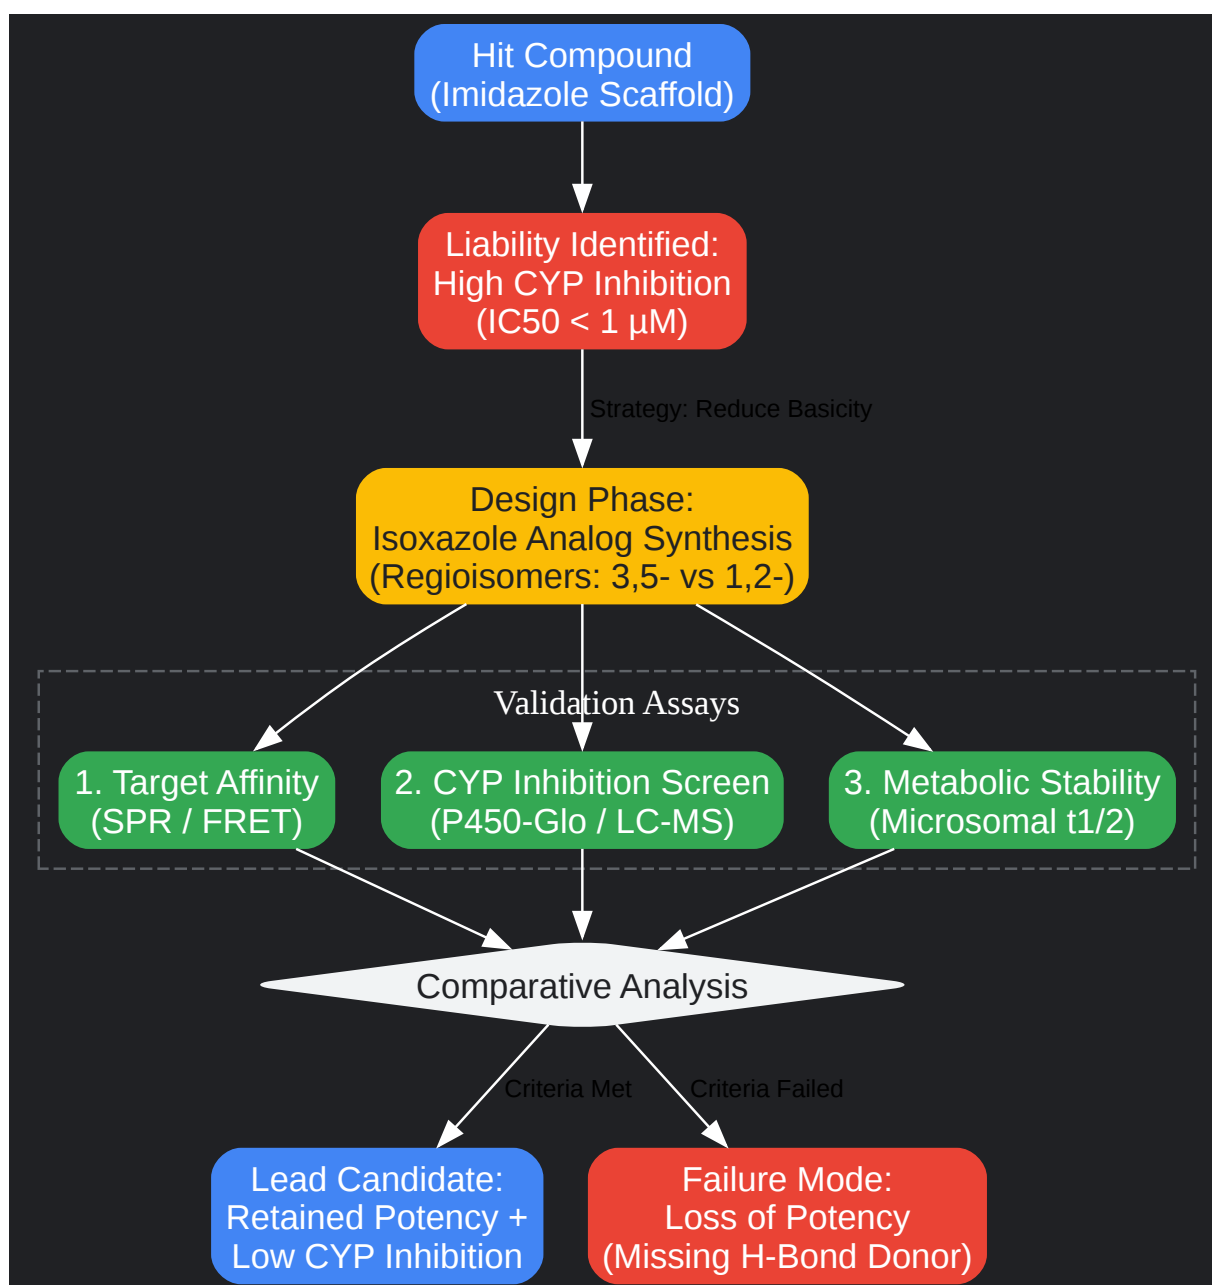 Hit Compound
(Imidazole Scaffold)
Liability Identified:
High CYP Inhibition
(IC50 < 1 µM)
Strategy: Reduce Basicity
Design Phase:
Isoxazole Analog Synthesis
(Regioisomers: 3,5- vs 1,2-)
Validation Assays
1. Target Affinity
(SPR / FRET)
2. CYP Inhibition Screen
(P450-Glo / LC-MS)
3. Metabolic Stability
(Microsomal t1/2)
Comparative Analysis
Criteria Met
Criteria Failed
Lead Candidate:
Retained Potency +
Low CYP Inhibition
Failure Mode:
Loss of Potency
(Missing H-Bond Donor)